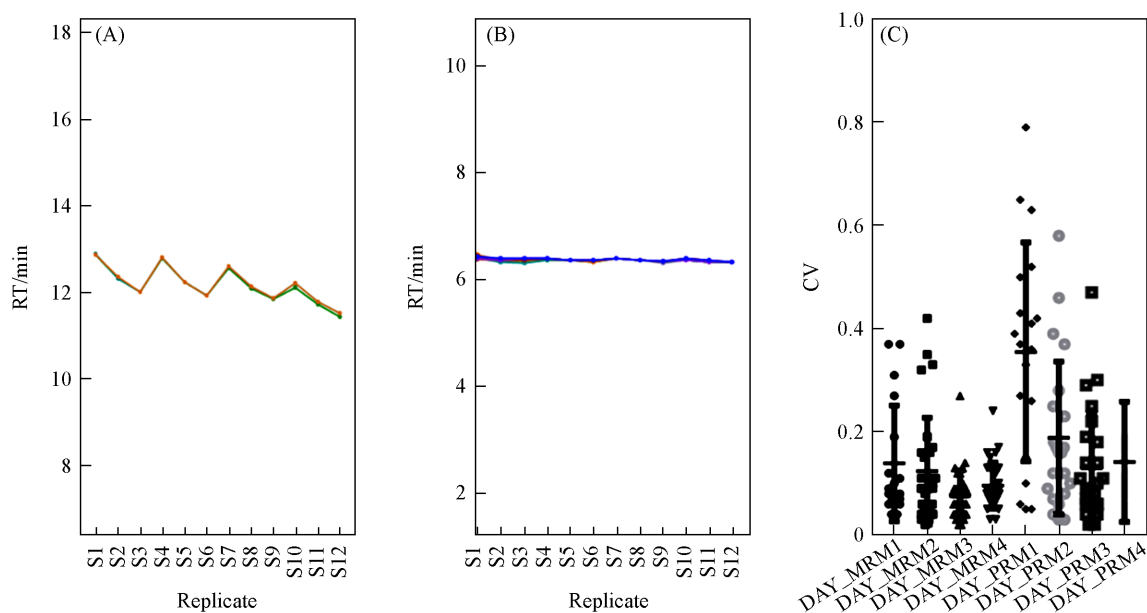 (A)
18
16
14
12
10
8
RT/min
S1 S2 S3 S4 S5 S6 S7 S8 S9 S10 S11 S12
Replicate
(B)
10
8
6
4
2
RT/min
S1 S2 S3 S4 S5 S6 S7 S8 S9 S10 S11 S12
Replicate
(C)
1.0
0.8
0.6
0.4
0.2
0
CV
DAY_MRM1
DAY_MRM2
DAY_MRM3
DAY_MRM4
DAY_PRM1
DAY_PRM2
DAY_PRM3
DAY_PRM4